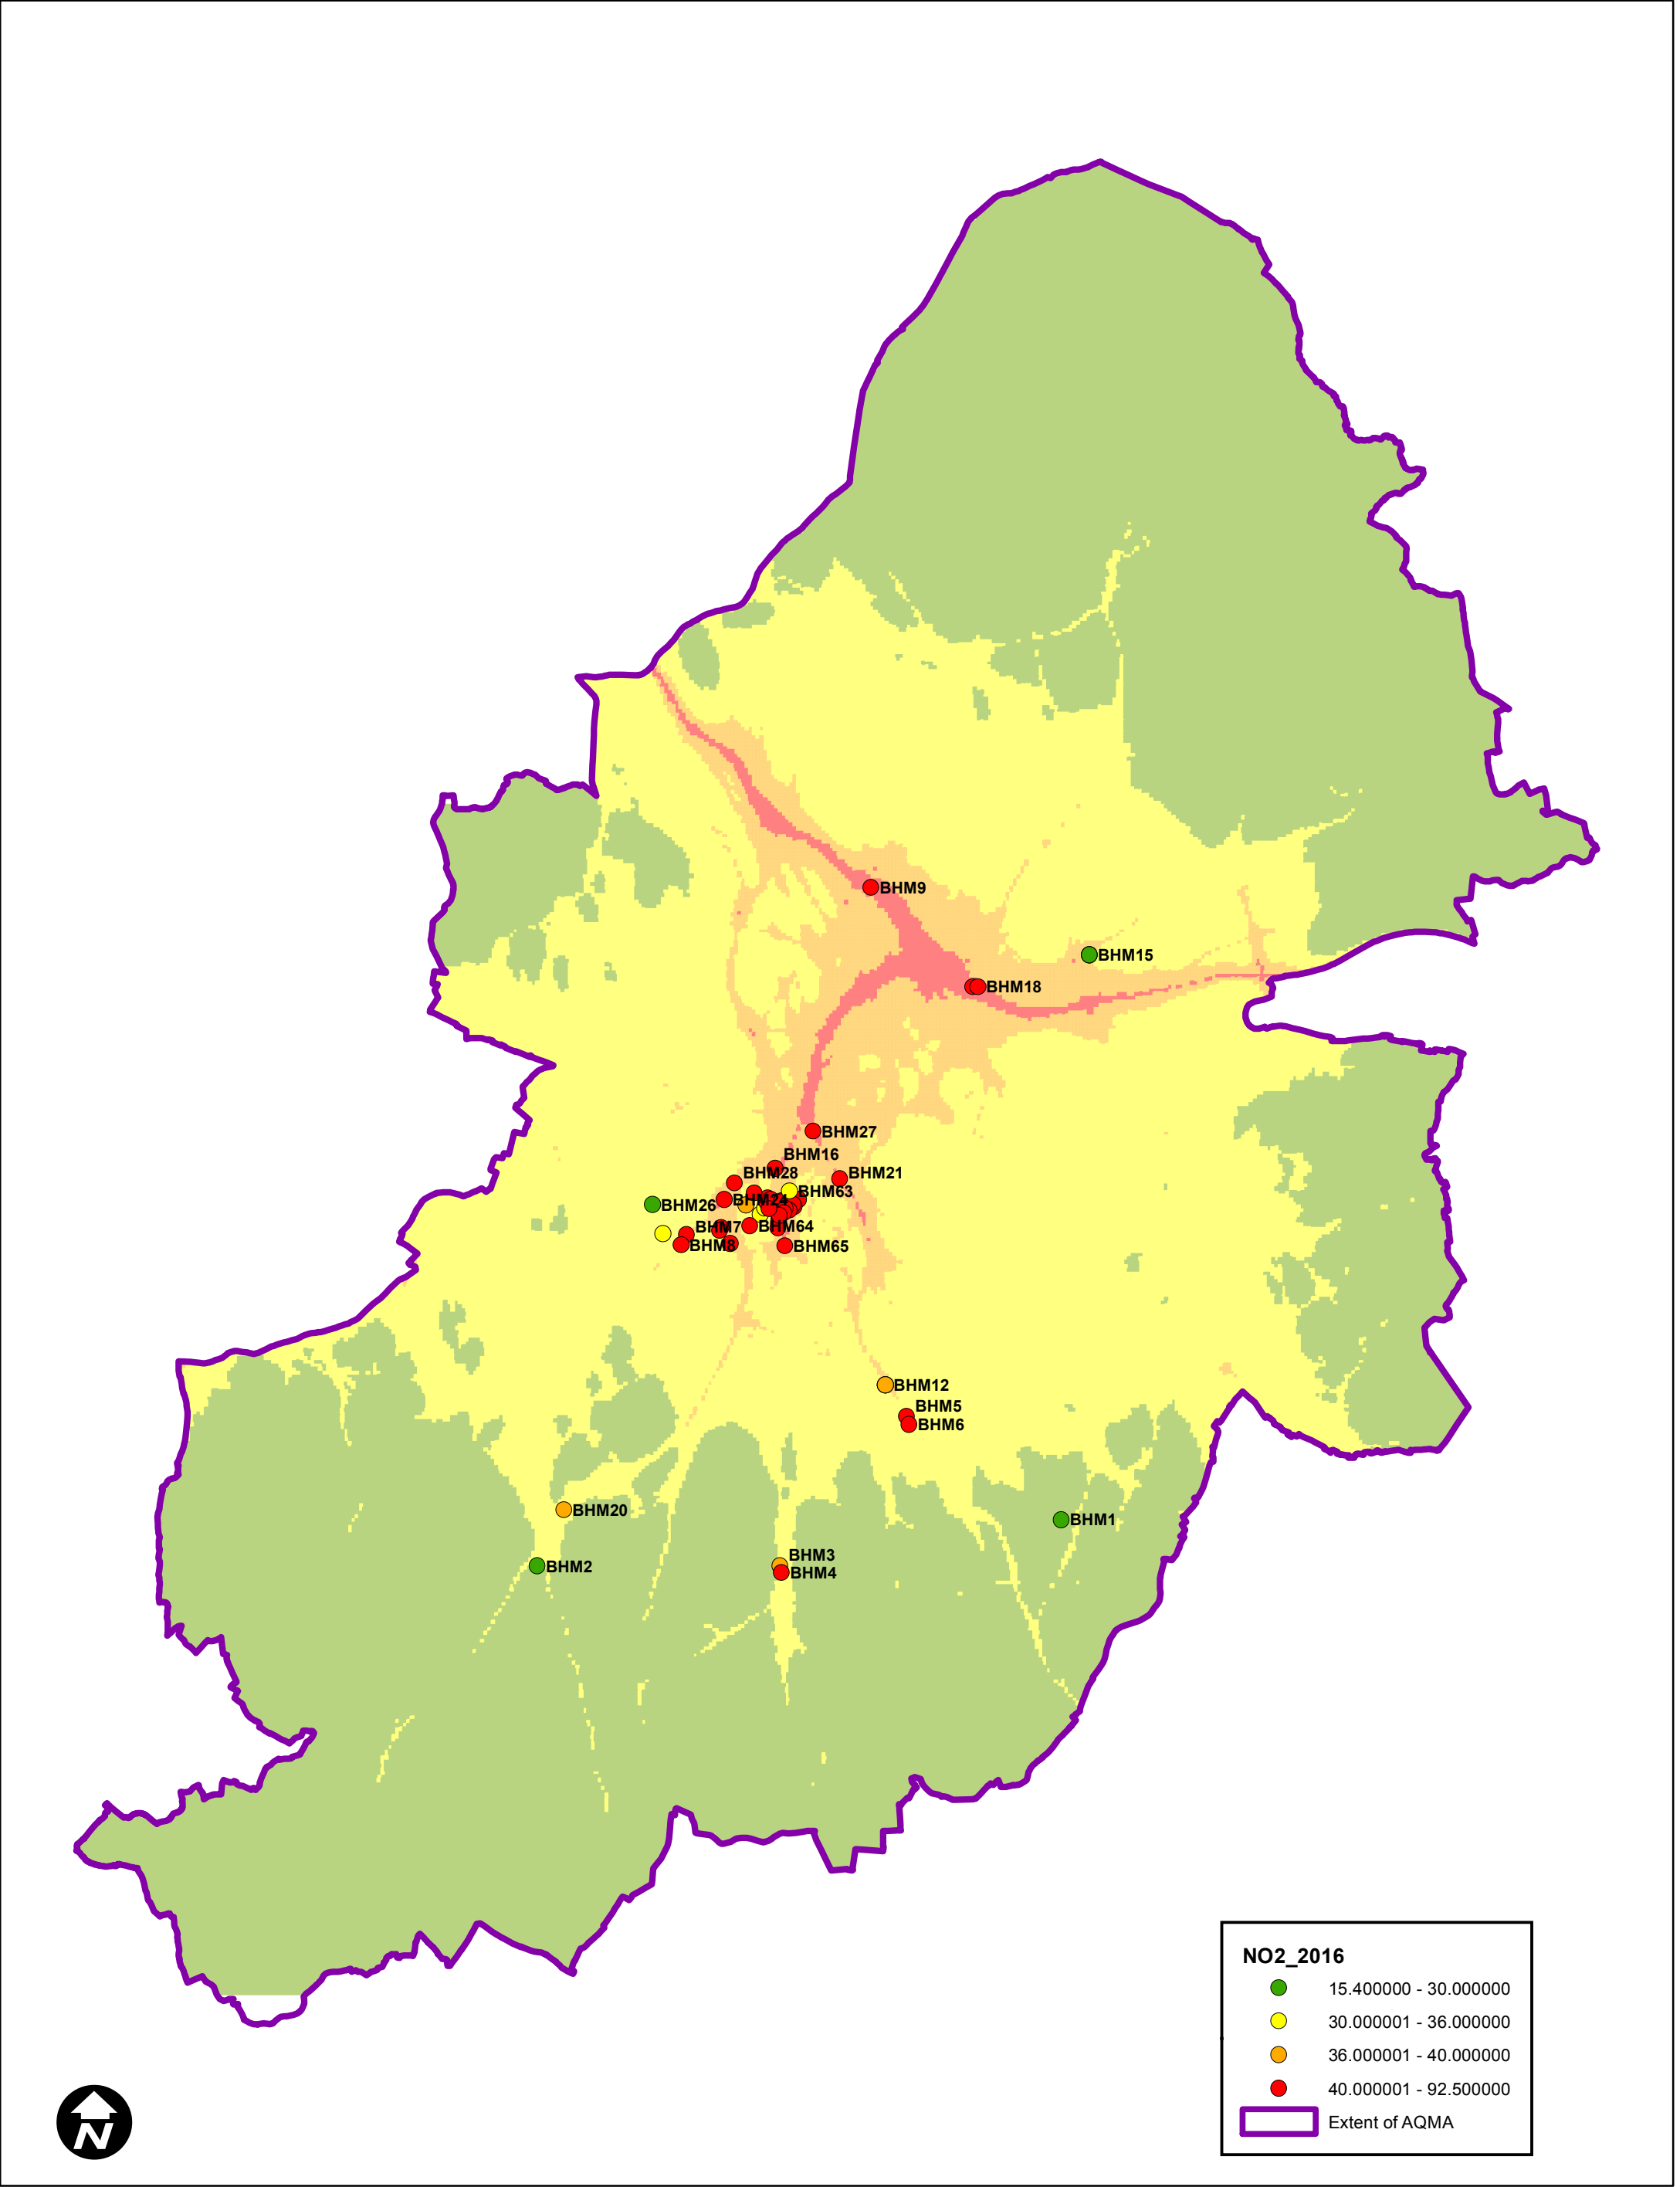 BHM9
BHM15
BHM18
BHM27
BHM16
BHM28
BHM21
BHM63
BHM24
BHM26
BHM7
BHM64
BHM8
BHM65
BHM12
BHM5
BHM6
BHM20
BHM1
BHM3
BHM2
BHM4
NO2_2016
15.400000 - 30.000000
30.000001 - 36.000000
36.000001 - 40.000000
40.000001 - 92.500000
Extent of AQMA
N